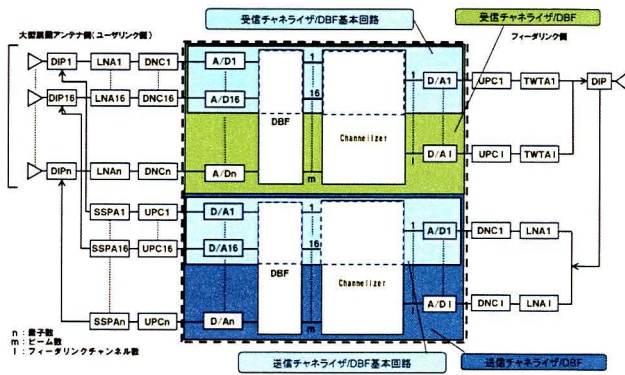 受信チャネライザ/DBF基本回路
受信チャネライザ/DBF
大型展開アンテナ側（ユーザリンク側）
フィーダリンク側
DIP1 LNA1 DNC1 A/D1 1 1 D/A1 UPC1 TWTA1 DIP
DIP16 LNA16 DNC16 A/D16 16
DBF Channelizer
l D/A l UPC l TWTA l
DIPn LNAn DNCn A/Dn m
SSPA1 UPC1 D/A1 1
SSPA16 UPC16 D/A16 16 1 A/D1 DNC1 LNA1
DBF Channelizer
l A/D l DNC l LNA l
SSPAn UPCn D/An m
n：素子数
m：ビーム数
l：フィーダリンクチャンネル数
送信チャネライザ/DBF基本回路
送信チャネライザ/DBF